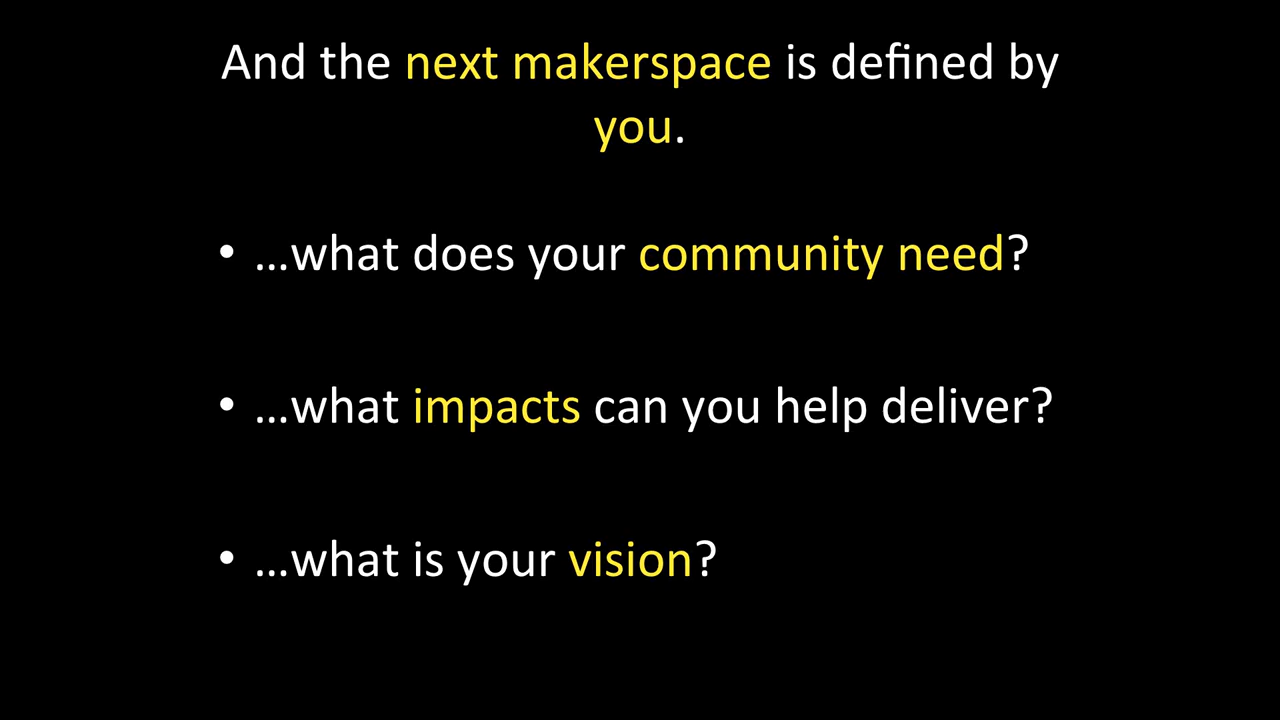 And the next makerspace is defined by
you.
• ...what does your community need?
• ...what impacts can you help deliver?
• ...what is your vision?